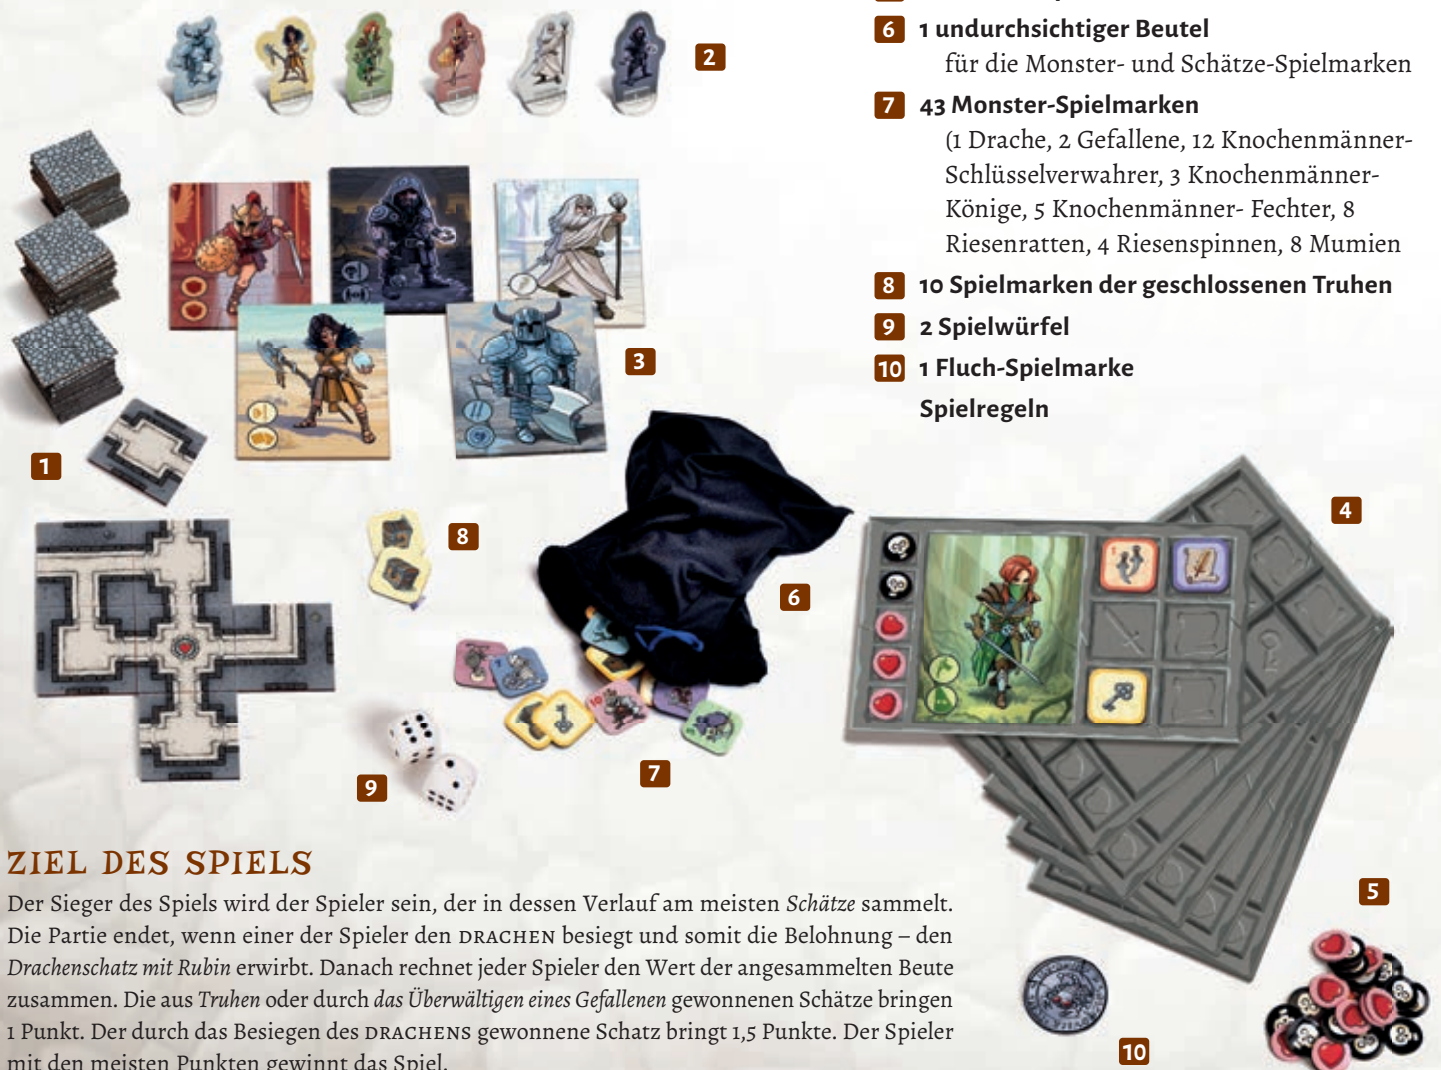 6 1 undurchsichtiger Beutel
für die Monster- und Schätze-Spielmarken
7 43 Monster-Spielmarken
(1 Drache, 2 Gefallene, 12 Knochenmänner-
Schlüsselverwahrer, 3 Knochenmänner-
Könige, 5 Knochenmänner- Fechter, 8
Riesenratten, 4 Riesenspinnen, 8 Mumien
8 10 Spielmarken der geschlossenen Truhen
9 2 Spielwürfel
10 1 Fluch-Spielmarke
Spielregeln
2
3
1
8
6
4
7
9
5
10
ZIEL DES SPIELS
Der Sieger des Spiels wird der Spieler sein, der in dessen Verlauf am meisten Schätze sammelt.
Die Partie endet, wenn einer der Spieler den DRACHEN besiegt und somit die Belohnung – den
Drachenschatz mit Rubin erwirbt. Danach rechnet jeder Spieler den Wert der angesammelten Beute
zusammen. Die aus Truhen oder durch das Überwältigen eines Gefallenen gewonnenen Schätze bringen
1 Punkt. Der durch das Besiegen des DRACHENS gewonnene Schatz bringt 1,5 Punkte. Der Spieler
mit den meisten Punkten gewinnt das Spiel.